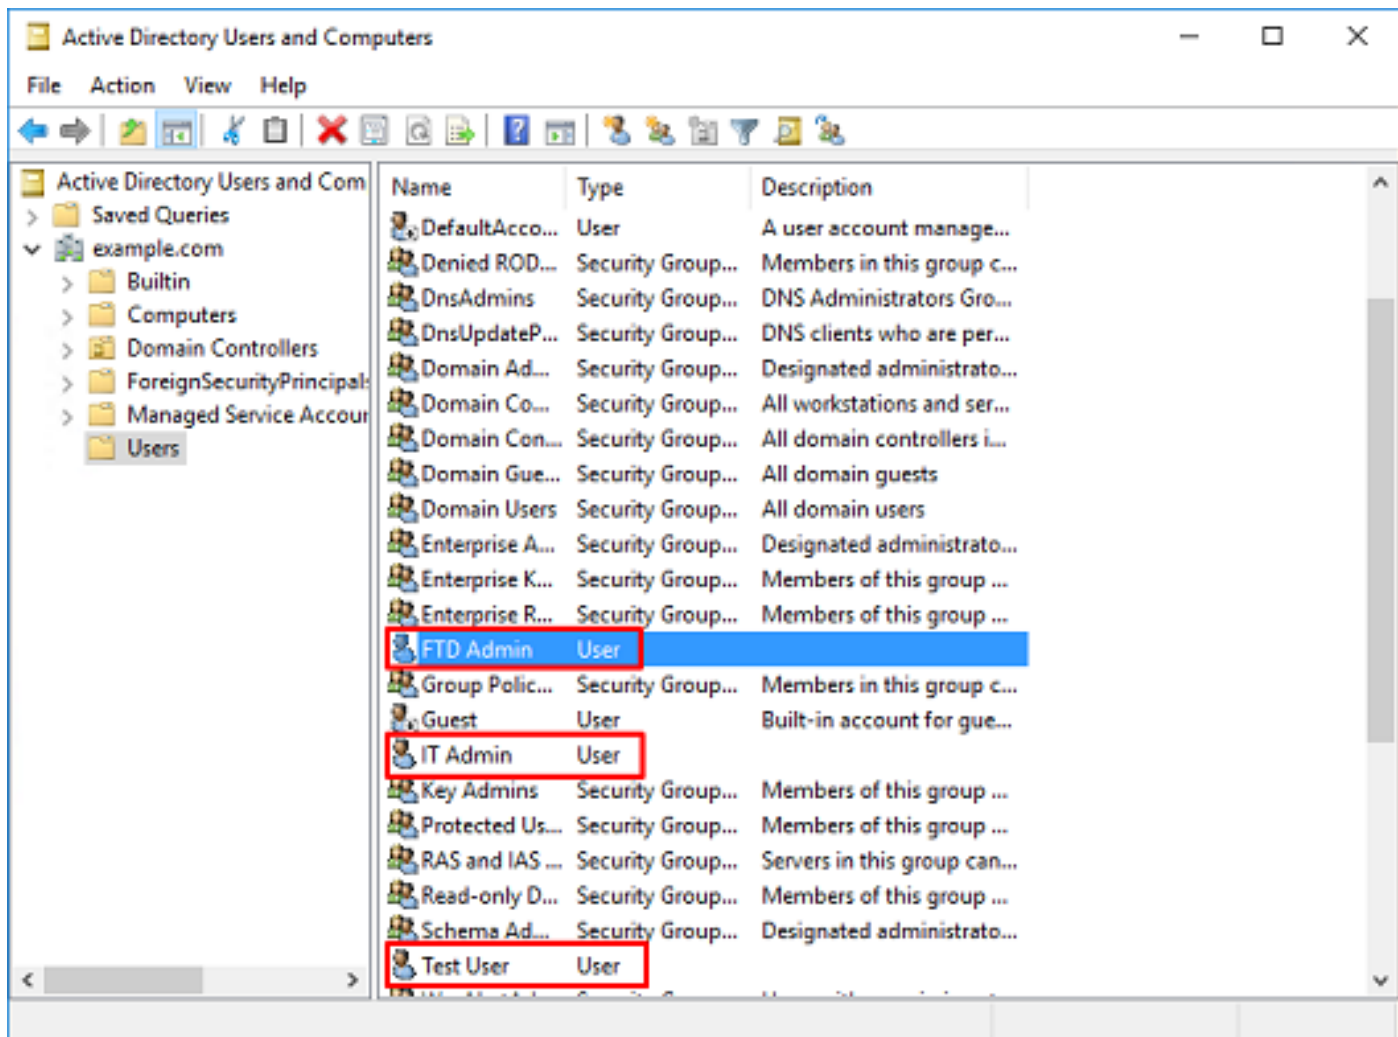 Active Directory Users and Computers
File Action View Help
Active Directory Users and Com
Saved Queries
example.com
Builtin
Computers
Domain Controllers
ForeignSecurityPrincipals
Managed Service Accour
Users
Name Type Description
DefaultAcco... User A user account manage...
Denied ROD... Security Group... Members in this group c...
DnsAdmins Security Group... DNS Administrators Gro...
DnsUpdateP... Security Group... DNS clients who are per...
Domain Ad... Security Group... Designated administrato...
Domain Co... Security Group... All workstations and ser...
Domain Con... Security Group... All domain controllers i...
Domain Gue... Security Group... All domain guests
Domain Users Security Group... All domain users
Enterprise A... Security Group... Designated administrato...
Enterprise K... Security Group... Members of this group ...
Enterprise R... Security Group... Members of this group ...
FTD Admin User
Group Polic... Security Group... Members in this group c...
Guest User Built-in account for gue...
IT Admin User
Key Admins Security Group... Members of this group ...
Protected Us... Security Group... Members of this group ...
RAS and IAS ... Security Group... Servers in this group can...
Read-only D... Security Group... Members of this group ...
Schema Ad... Security Group... Designated administrato...
Test User User